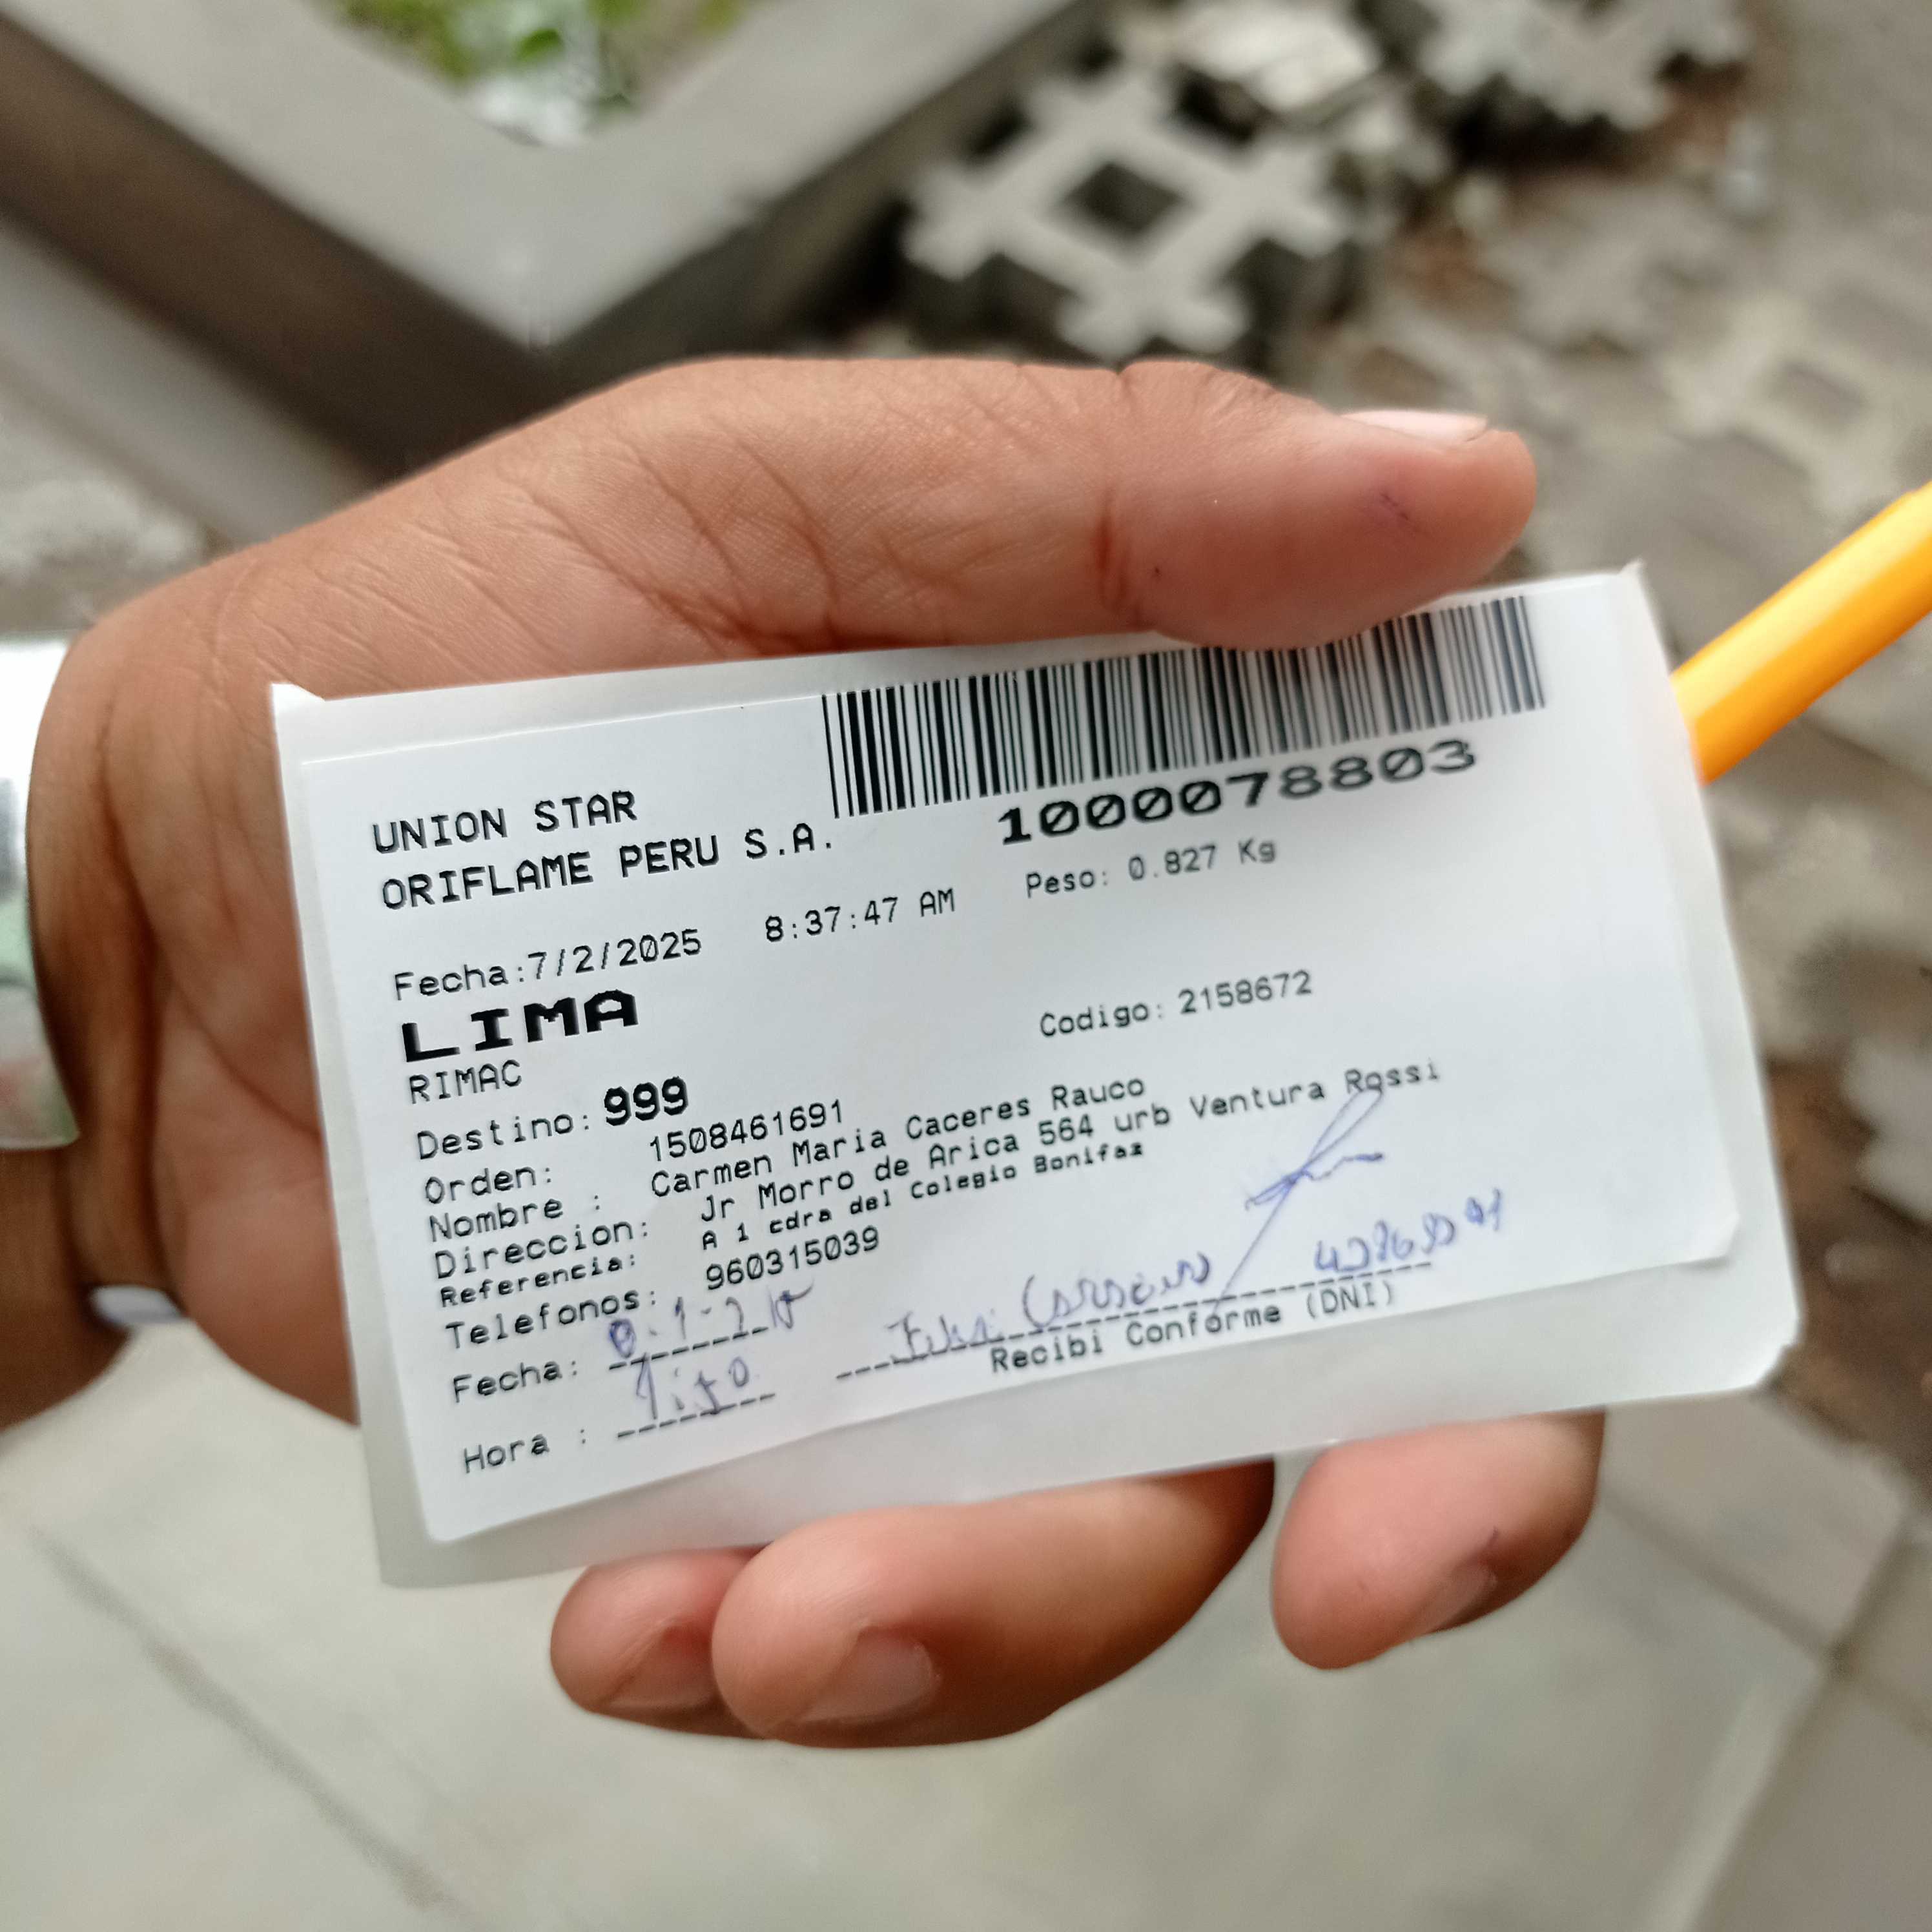 UNION STAR
ORIFLAME PERU S.A.
1000078803
Fecha:7/2/2025 8:37:47 AM Peso: 0.827 Kg
LIMA
RIMAC Codigo: 2158672
Destino: 999
Orden: 1508461691
Nombre : Carmen Maria Caceres Rauco
Direccion: Jr Morro de Arica 564 urb Ventura Rossi
Referencia: A 1 cdra del Colegio Bonifaz
Telefonos: 960315039
Fecha:
Hora :
Recibi Conforme (DNI)